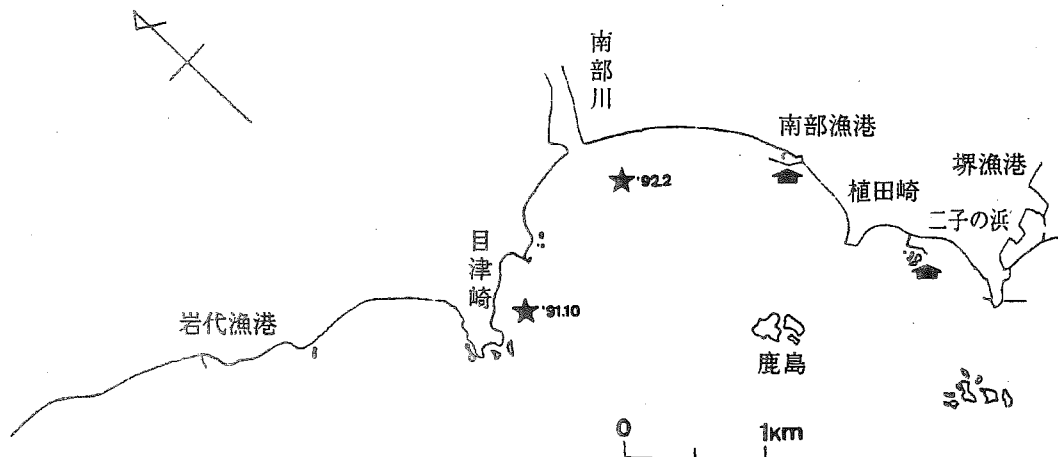 南部川
南部漁港
堺漁港
植田崎
二子の浜
'92.2
目津崎
'91.10
岩代漁港
鹿島
0 1km